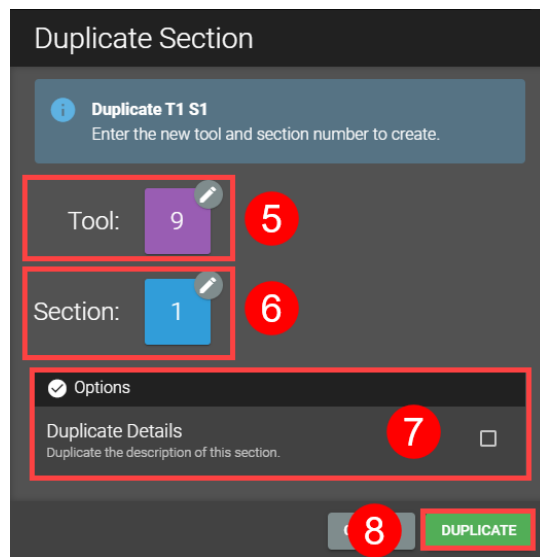 Duplicate Section
Duplicate T1 S1
Enter the new tool and section number to create.
Tool:
9
5
Section:
1
6
Options
Duplicate Details
Duplicate the description of this section.
7
8
DUPLICATE